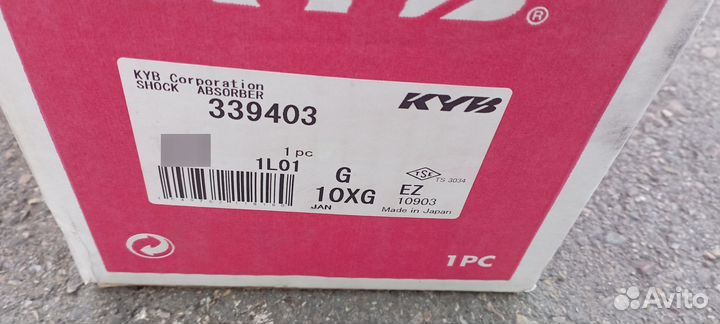 KYB®
KYB Corporation
SHOCK ABSORBER
339403
KYB
1 pc
1L01
G
10XG
JAN
TSE
TS 3034
EZ
10903
Made in Japan
1PC
Avito